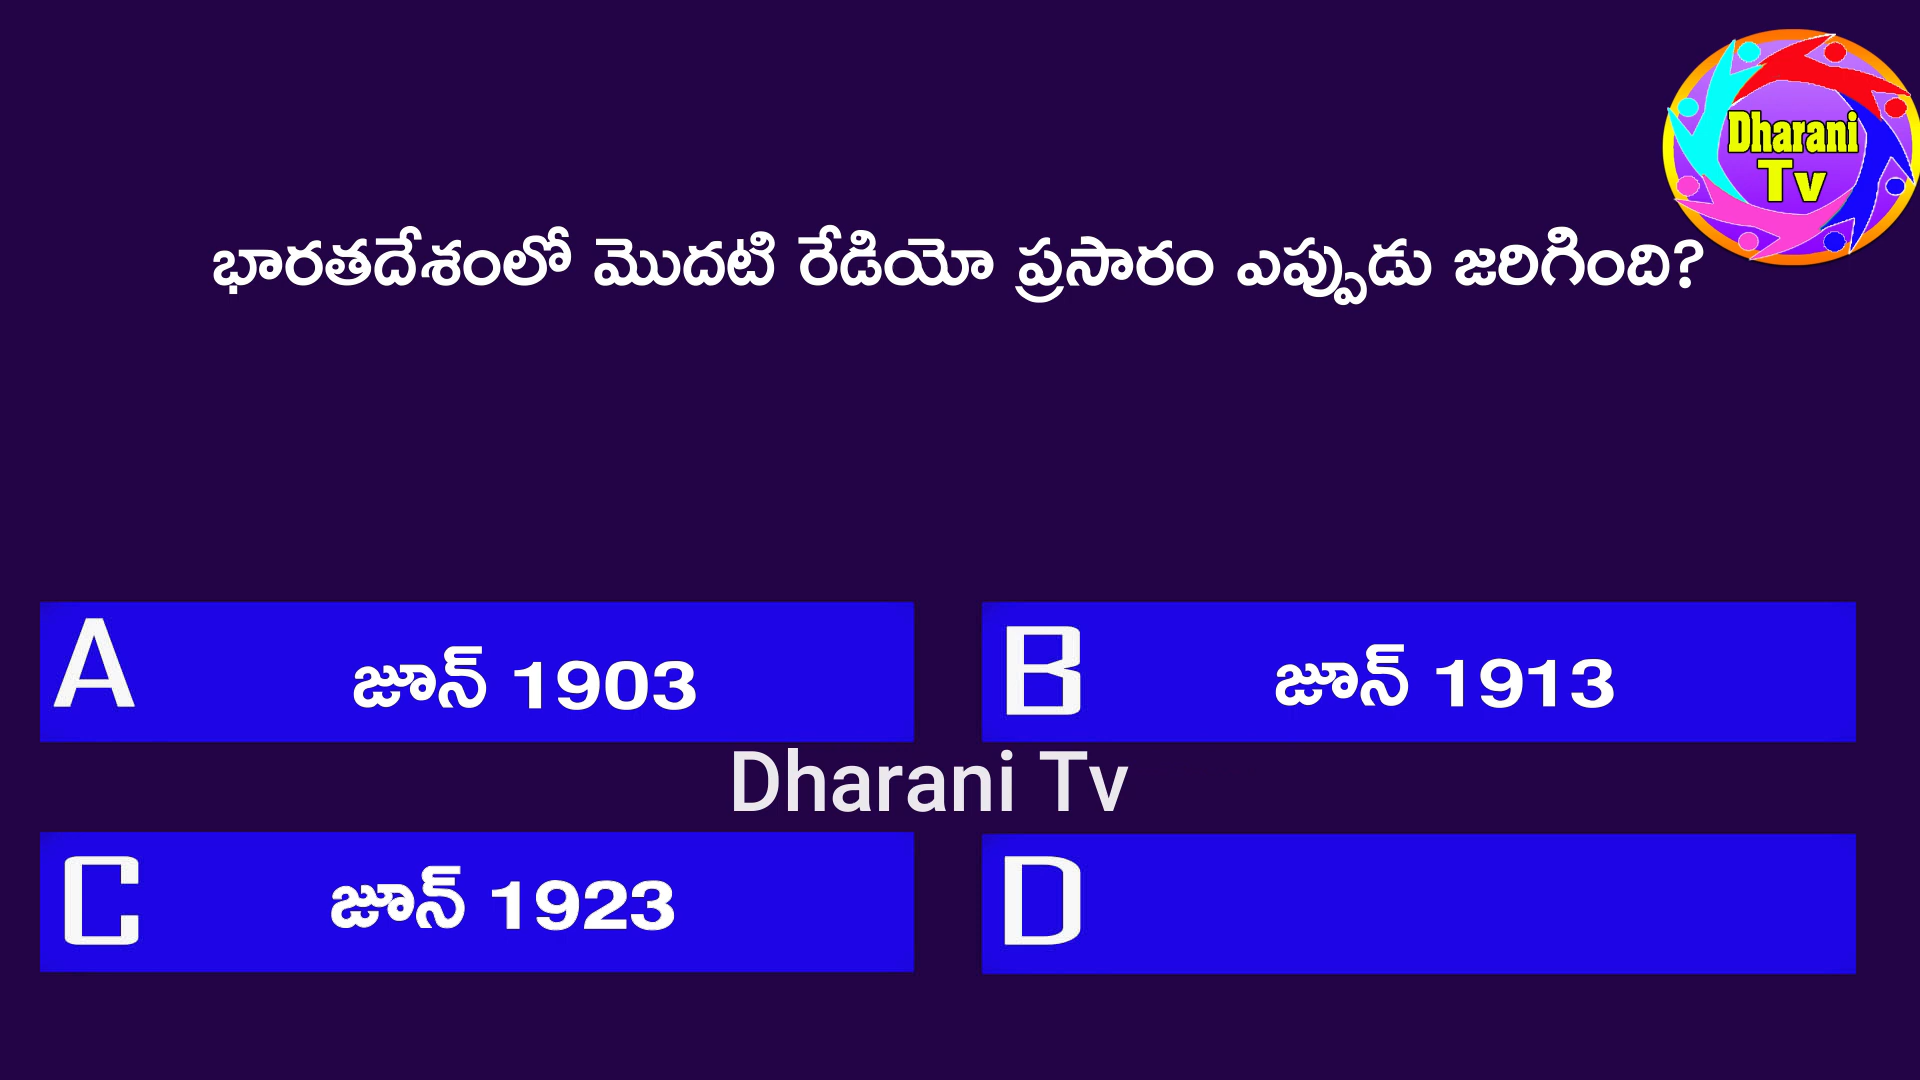 Dharani
Tv
భారతదేశంలో మొదటి రేడియో ప్రసారం ఎప్పుడు జరిగింది?
A జూన్ 1903
B జూన్ 1913
Dharani Tv
C జూన్ 1923
D